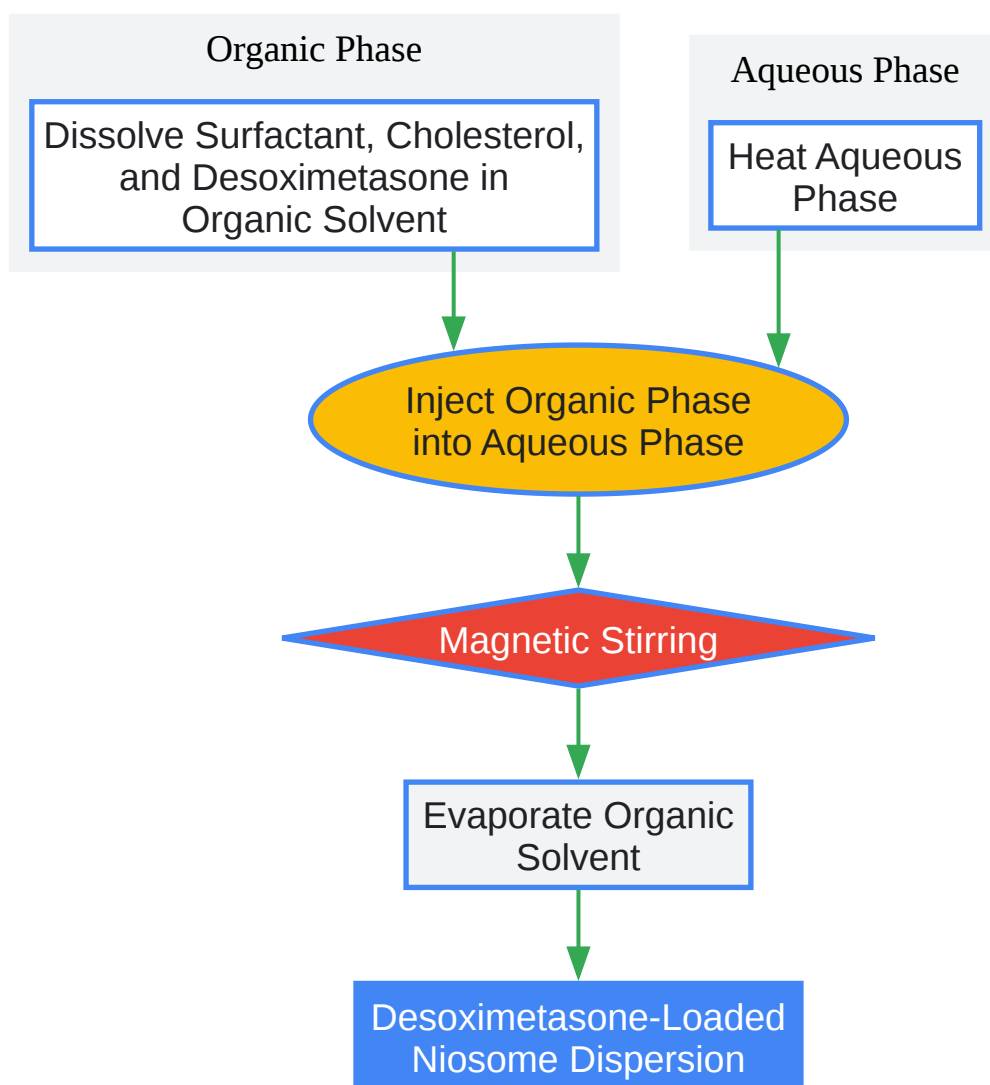 Organic Phase
Dissolve Surfactant, Cholesterol,
and Desoximetasone in
Organic Solvent
Aqueous Phase
Heat Aqueous
Phase
Inject Organic Phase
into Aqueous Phase
Magnetic Stirring
Evaporate Organic
Solvent
Desoximetasone-Loaded
Niosome Dispersion